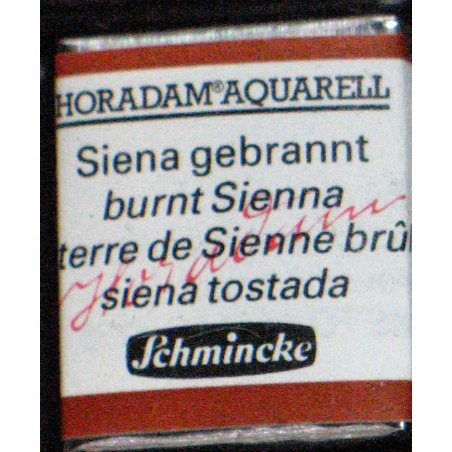 HORADAM®AQUARELL
Siena gebrannt
burnt Sienna
terre de Sienne brû
siena tostada
Schmincke